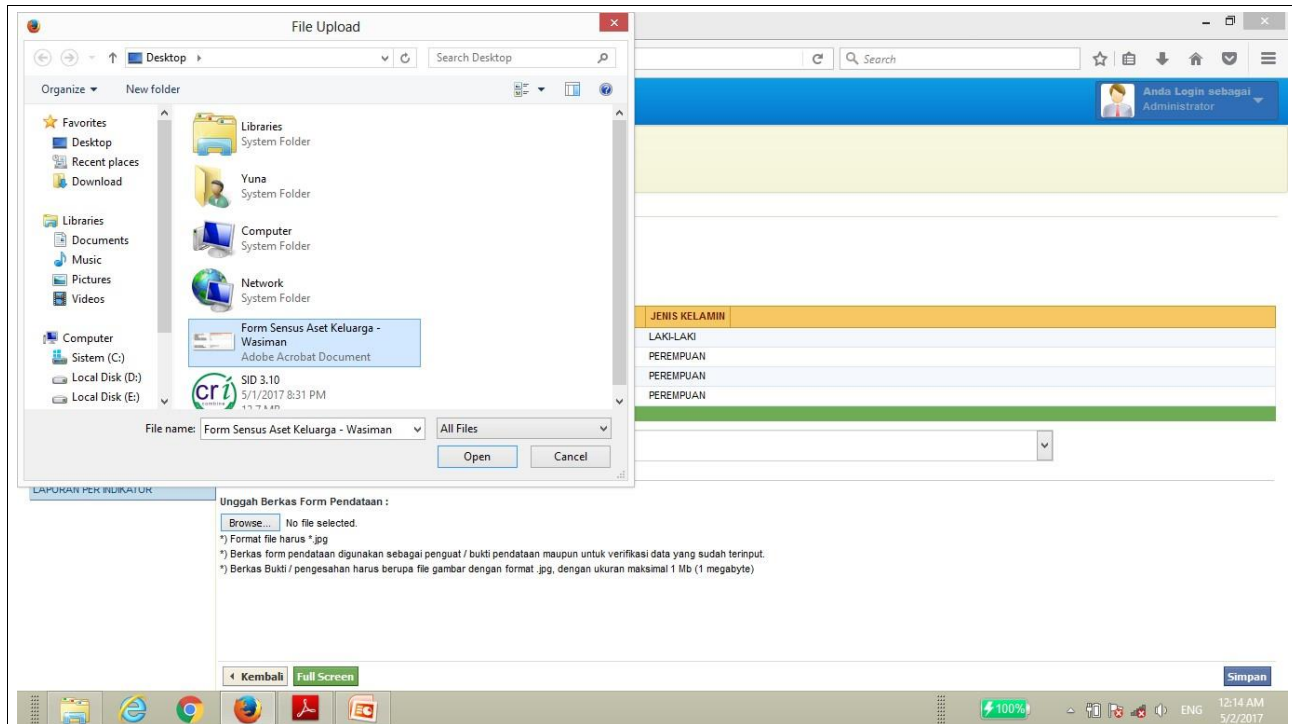 File Upload
Desktop
Search Desktop
Organize
New folder
Favorites
Desktop
Recent places
Download
Libraries
Documents
Music
Pictures
Videos
Computer
Sistem (C:)
Local Disk (D:)
Local Disk (E:)
Libraries
System Folder
Yuna
System Folder
Computer
System Folder
Network
System Folder
Form Sensus Aset Keluarga -
Wasiman
Adobe Acrobat Document
cri
SID 3.10
5/1/2017 8:31 PM
13.7 MB
File name: Form Sensus Aset Keluarga - Wasiman
All Files
Open
Cancel
Search
Anda Login sebagai
Administrator
JENIS KELAMIN
LAKI-LAKI
PEREMPUAN
PEREMPUAN
PEREMPUAN
LAPORAN PER INDIKATOR
Unggah Berkas Form Pendataan :
Browse... No file selected.
*) Format file harus *.jpg
*) Berkas form pendataan digunakan sebagai penguat / bukti pendataan maupun untuk verifikasi data yang sudah terinput.
*) Berkas Bukti / pengesahan harus berupa file gambar dengan format .jpg, dengan ukuran maksimal 1 Mb (1 megabyte)
Kembali
Full Screen
Simpan
100%
ENG
12:14 AM
5/2/2017